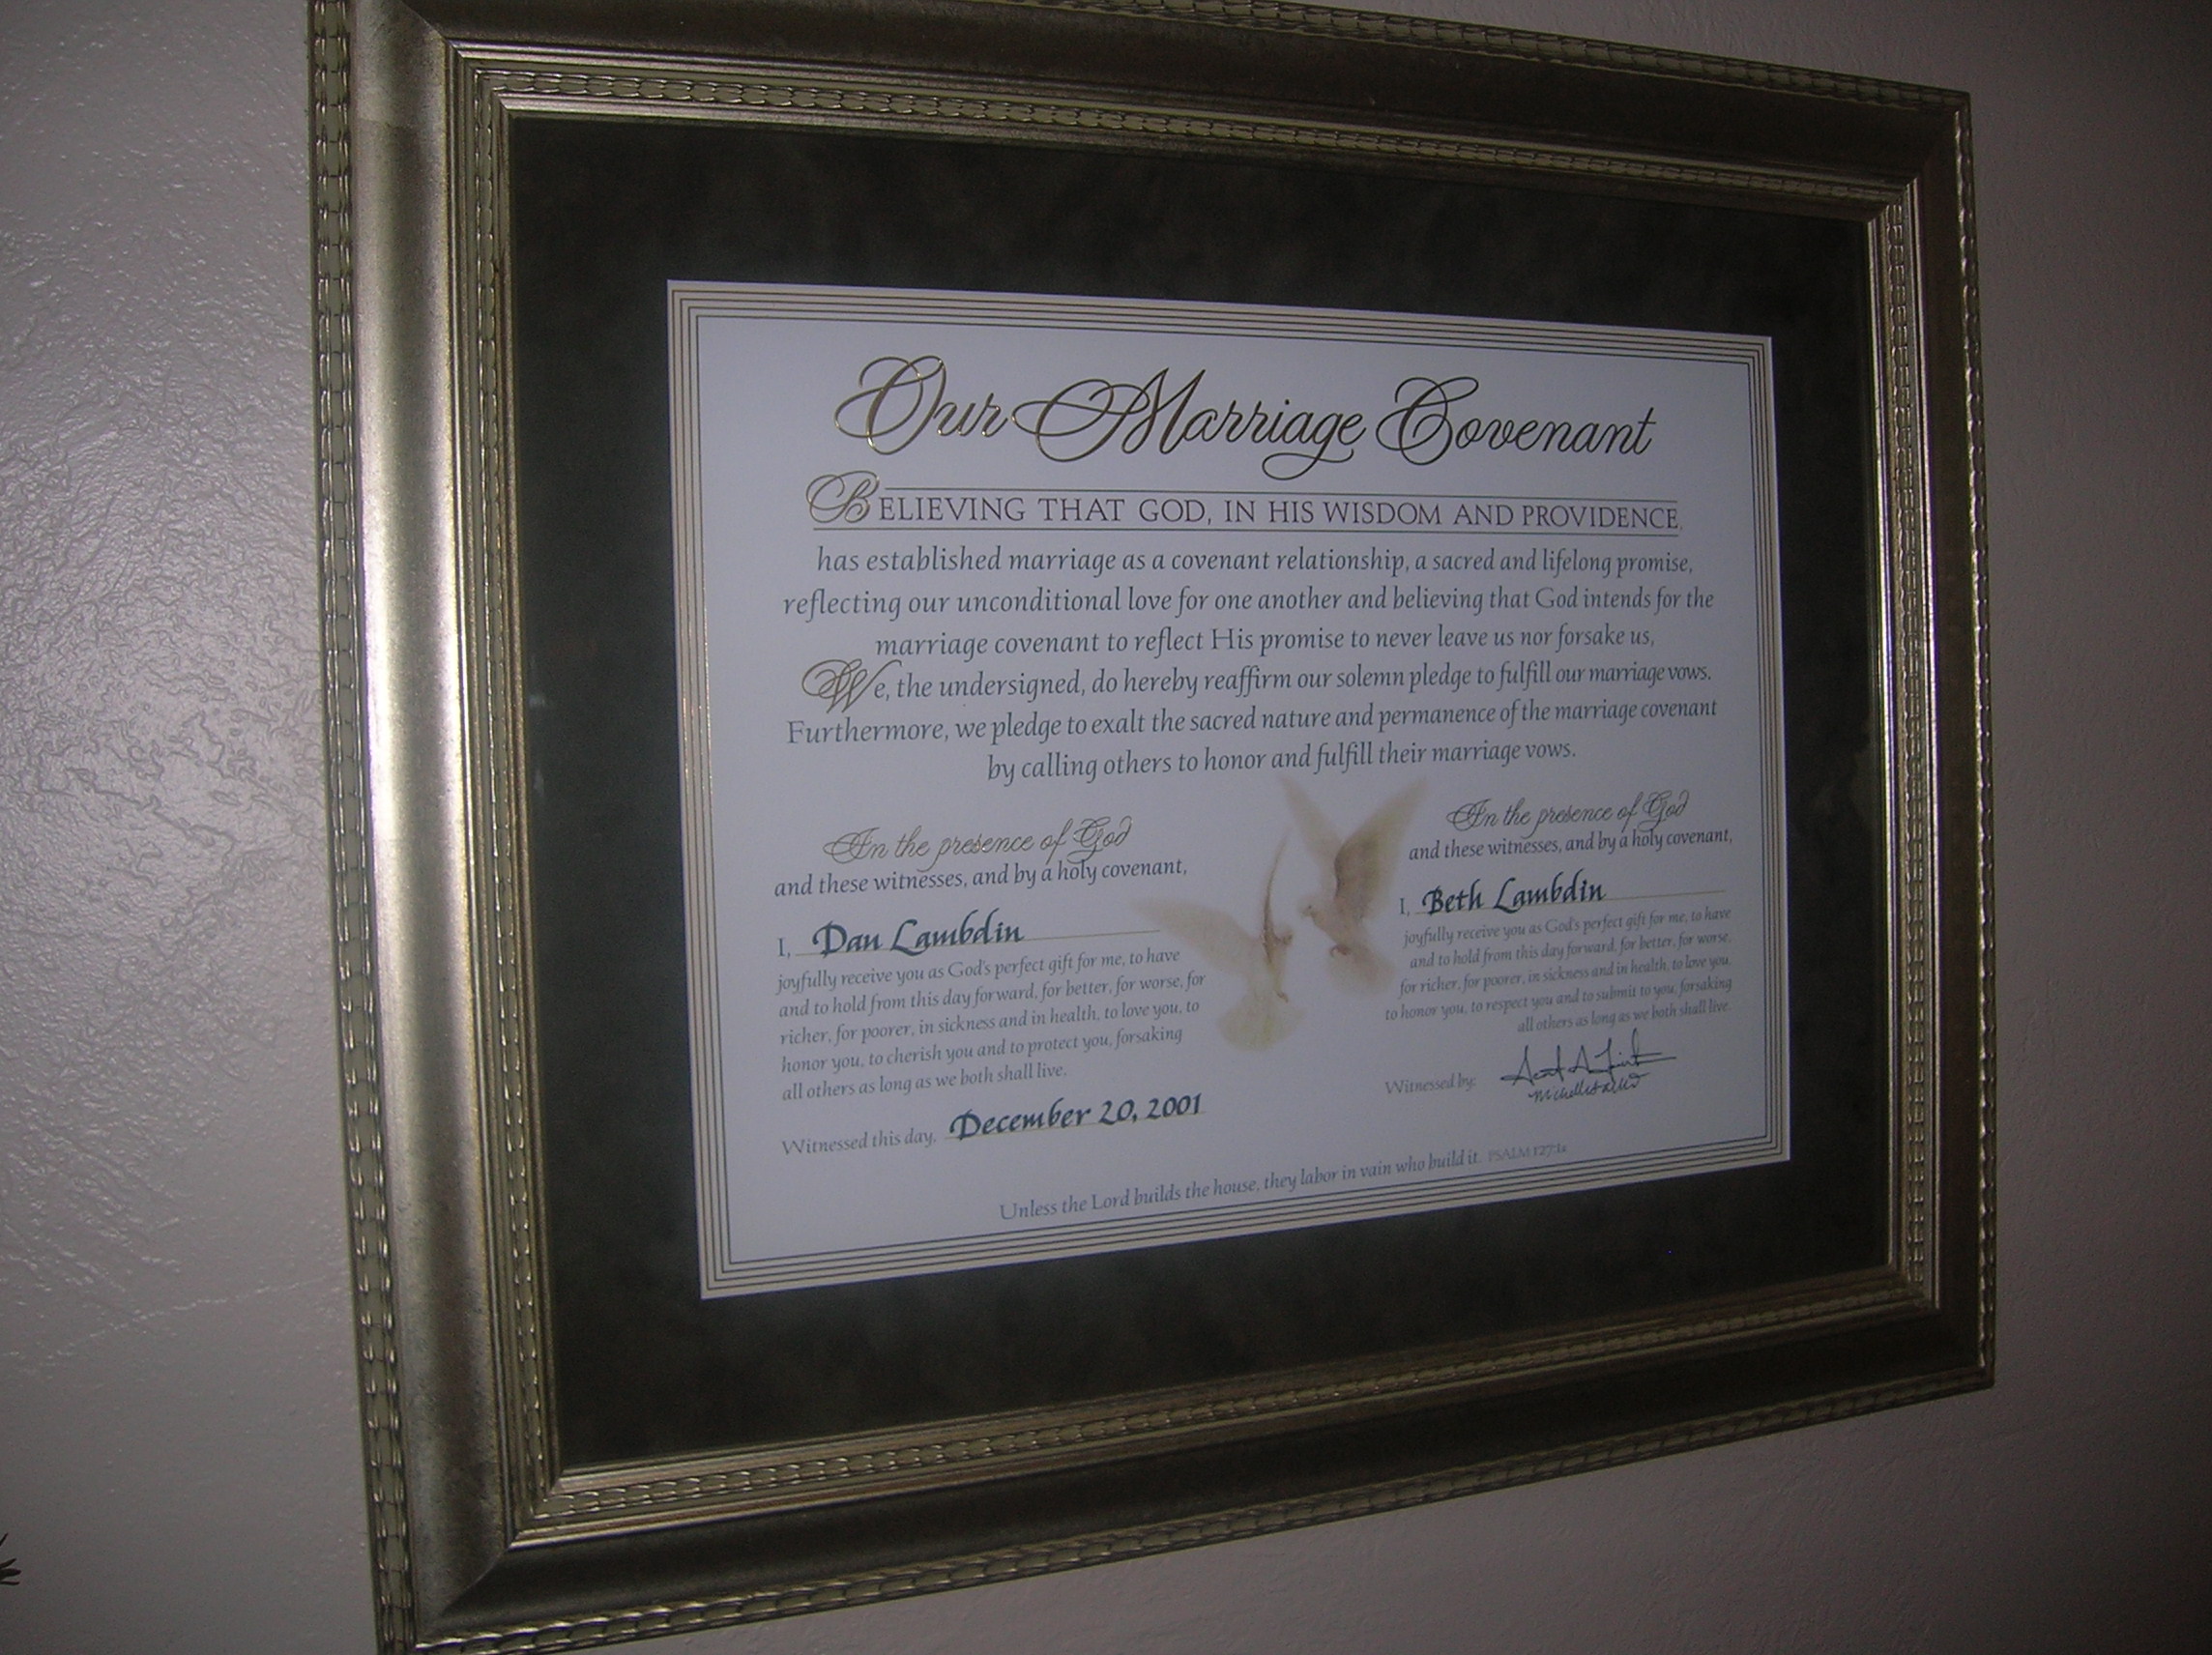 Our Marriage Covenant
BELIEVING THAT GOD, IN HIS WISDOM AND PROVIDENCE,
has established marriage as a covenant relationship, a sacred and lifelong promise,
reflecting our unconditional love for one another and believing that God intends for the
marriage covenant to reflect His promise to never leave us nor forsake us,
We, the undersigned, do hereby reaffirm our solemn pledge to fulfill our marriage vows.
Furthermore, we pledge to exalt the sacred nature and permanence of the marriage covenant
by calling others to honor and fulfill their marriage vows.
In the presence of God
and these witnesses, and by a holy covenant,
I, Dan Lambdin
joyfully receive you as God's perfect gift for me, to have
and to hold from this day forward, for better, for worse, for
richer, for poorer, in sickness and in health, to love you, to
honor you, to cherish you and to protect you, forsaking
all others as long as we both shall live.
Witnessed this day, December 20, 2001
In the presence of God
and these witnesses, and by a holy covenant,
I, Beth Lambdin
joyfully receive you as God's perfect gift for me, to have
and to hold from this day forward, for better, for worse,
for richer, for poorer, in sickness and in health, to love you,
to honor you, to respect you and to submit to you, forsaking
all others as long as we both shall live.
Witnessed by:
Unless the Lord builds the house, they labor in vain who build it. PSALM 127:1a